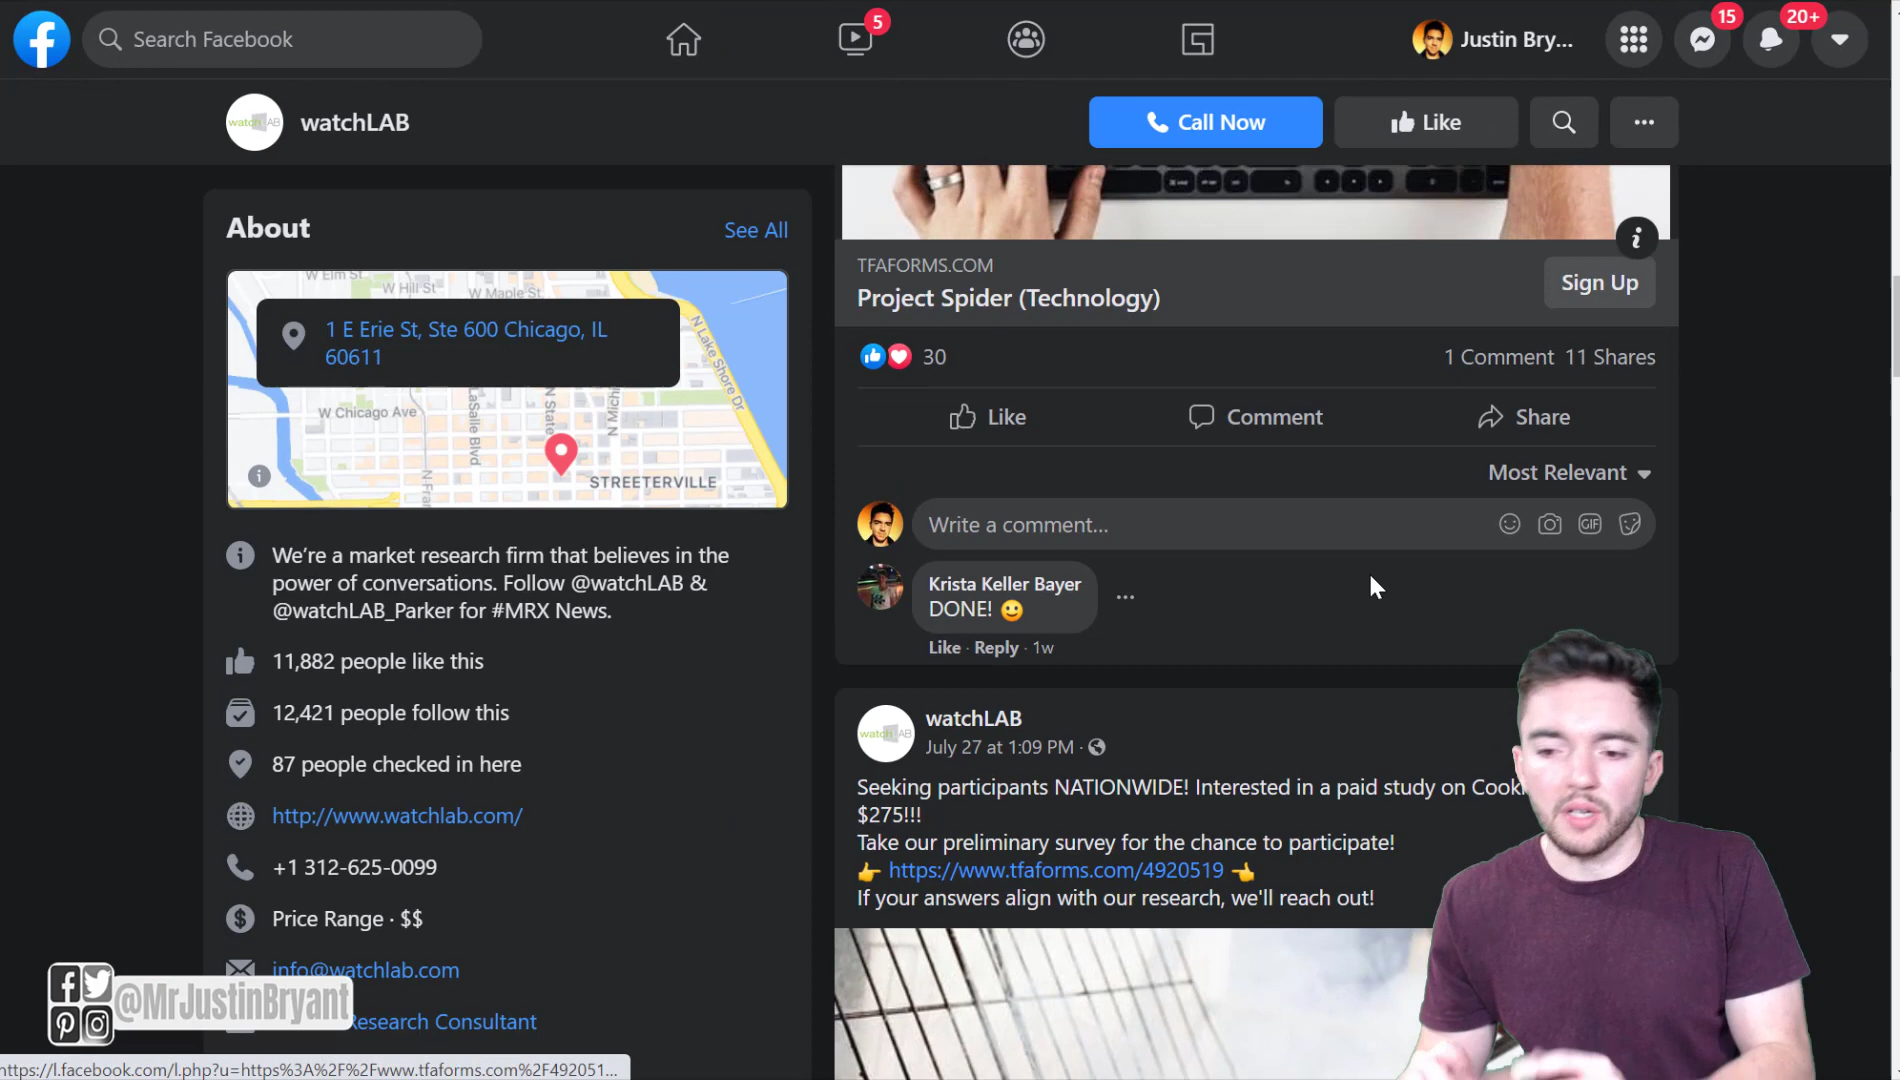 Search Facebook
5
Justin Bry...
15
20+
watchLAB
watchLAB
Call Now
Like
About
See All
W Elm St
W Hill St
W Maple St
N Lake Shore Dr
1 E Erie St, Ste 600 Chicago, IL
60611
W Chicago Ave
LaSalle Blvd
N State
N Mich
N Fra
STREETERVILLE
We're a market research firm that believes in the
power of conversations. Follow @watchLAB &
@watchLAB_Parker for #MRX News.
11,882 people like this
12,421 people follow this
87 people checked in here
http://www.watchlab.com/
+1 312-625-0099
Price Range · $$
info@watchlab.com
Research Consultant
@MrJustinBryant
https://l.facebook.com/l.php?u=https%3A%2F%2Fwww.tfaforms.com%2F492051...
TFAFORMS.COM
Project Spider (Technology)
Sign Up
30
1 Comment 11 Shares
Like
Comment
Share
Most Relevant
Write a comment...
GIF
Krista Keller Bayer
DONE! 🙂
Like · Reply · 1w
watchLAB
watchLAB
July 27 at 1:09 PM ·
Seeking participants NATIONWIDE! Interested in a paid study on Cooki
$275!!!
Take our preliminary survey for the chance to participate!
👉 https://www.tfaforms.com/4920519 👈
If your answers align with our research, we'll reach out!